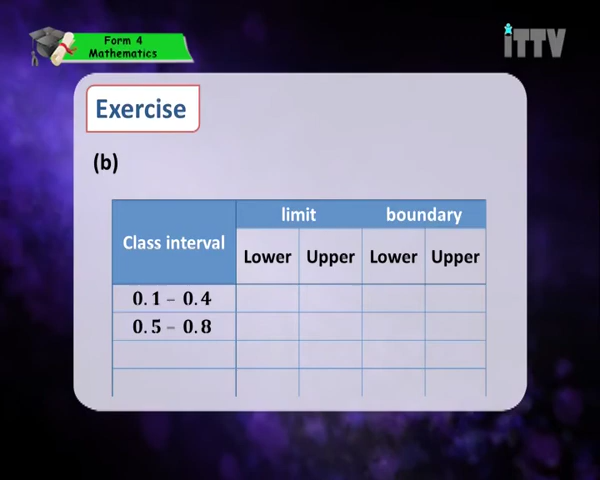 Form 4
Mathematics
iTTV
Exercise
(b)
Class interval
limit
boundary
Lower
Upper
Lower
Upper
0.1 – 0.4
0.5 – 0.8